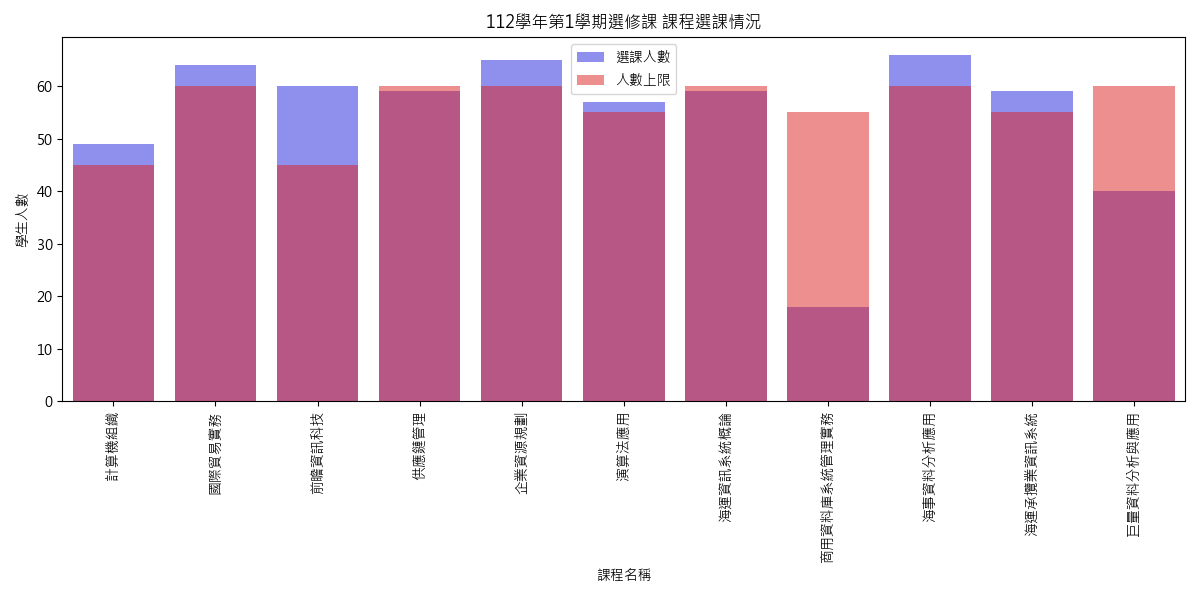 112學年第1學期選修課 課程選課情況
選課人數
人數上限
學生人數
60
50
40
30
20
10
0
計算機組織
國際貿易實務
前瞻資訊科技
供應鏈管理
企業資源規劃
演算法應用
海運資訊系統概論
商用資料庫系統管理實務
海事資料分析應用
海運承攬業資訊系統
巨量資料分析與應用
課程名稱